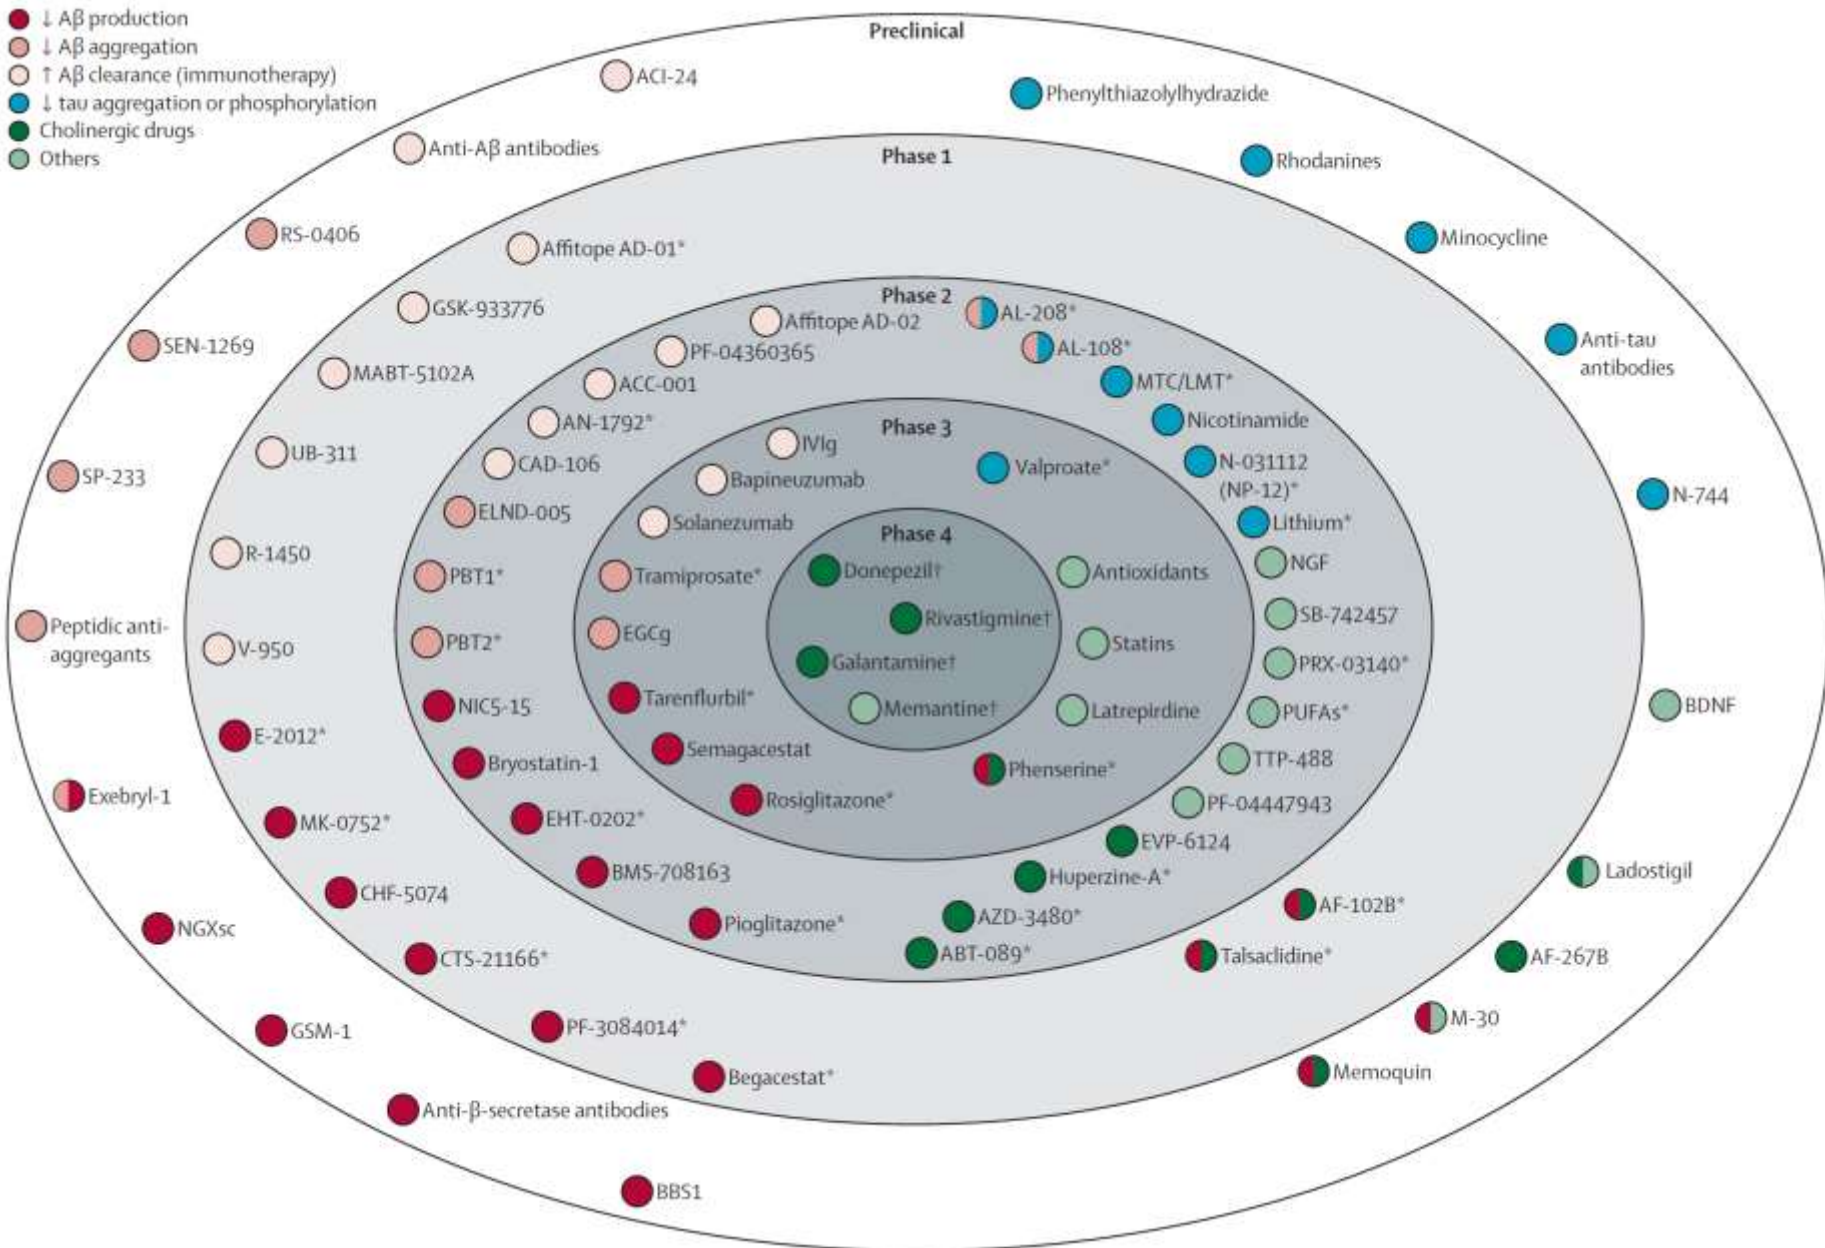 ↓ Aβ production
↓ Aβ aggregation
↑ Aβ clearance (immunotherapy)
↓ tau aggregation or phosphorylation
Cholinergic drugs
Others
Preclinical
ACI-24
Phenylthiazolylhydrazide
Anti-Aβ antibodies
Rhodanines
RS-0406
Minocycline
SEN-1269
Anti-tau
antibodies
SP-233
N-744
Peptidic anti-
aggregants
BDNF
Exebryl-1
Ladostigil
NGXsc
AF-267B
GSM-1
M-30
Memoquin
Anti-β-secretase antibodies
BBS1
Phase 1
Affitope AD-01*
GSK-933776
MABT-5102A
UB-311
R-1450
V-950
E-2012*
MK-0752*
CHF-5074
AF-102B*
CTS-21166*
Talsaclidine*
PF-3084014*
Begacestat*
Phase 2
Affitope AD-02
AL-208*
PF-04360365
AL-108*
ACC-001
MTC/LMT*
AN-1792*
Nicotinamide
CAD-106
N-031112
(NP-12)*
ELND-005
Lithium*
PBT1*
NGF
SB-742457
PBT2*
PRX-03140*
NIC5-15
PUFAs*
Bryostatin-1
TTP-488
EHT-0202*
PF-04447943
EVP-6124
BMS-708163
Huperzine-A*
Pioglitazone*
AZD-3480*
ABT-089*
Phase 3
IVIg
Valproate*
Bapineuzumab
Solanezumab
Tramiprosate*
Antioxidants
EGCg
Statins
Tarenflurbil*
Latrepirdine
Semagacestat
Phenserine*
Rosiglitazone*
Phase 4
Donepezil†
Rivastigmine†
Galantamine†
Memantine†